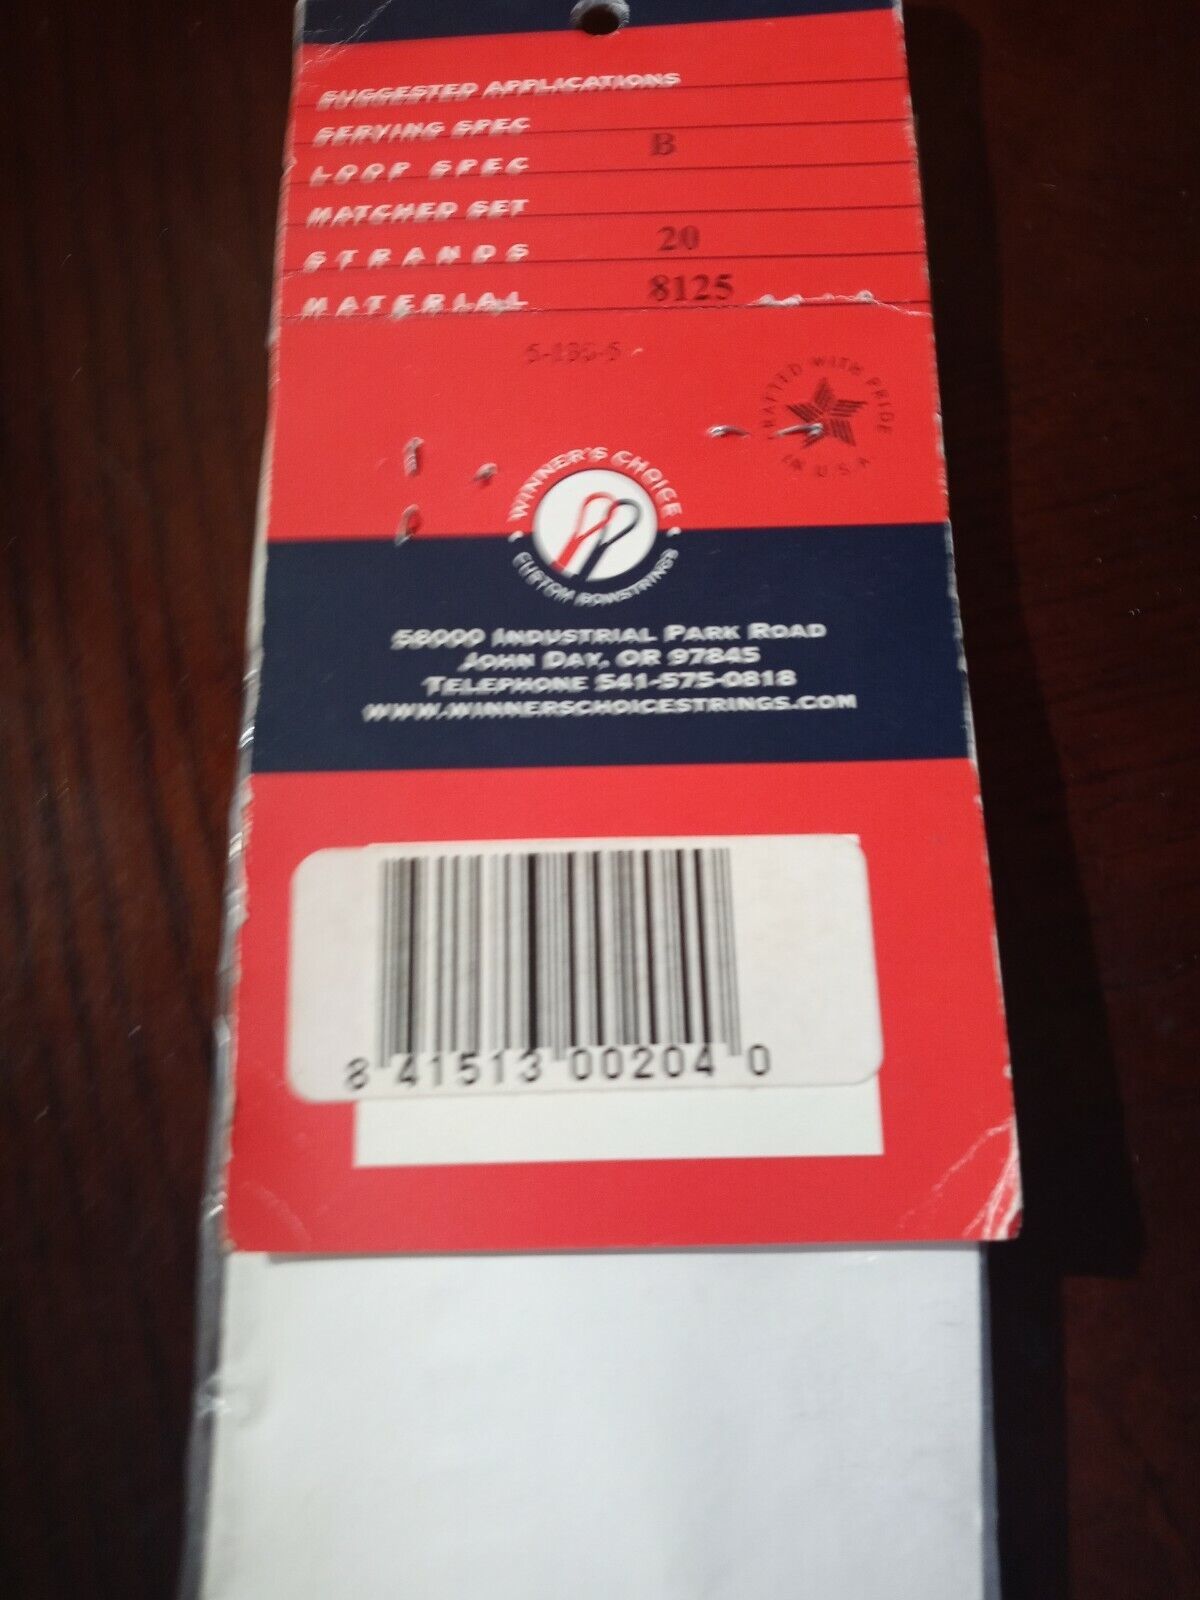 SUGGESTED APPLICATIONS
SERVING SPEC B
LOOP SPEC
MATCHED SET
STRANDS 20
MATERIAL 8125
CRAFTED WITH PRIDE
IN U.S.A
WINNER'S CHOICE
CUSTOM BOWSTRINGS
58000 INDUSTRIAL PARK ROAD
JOHN DAY, OR 97845
TELEPHONE 541-575-0818
WWW.WINNERSCHOICESTRINGS.COM
8 41513 00204 0